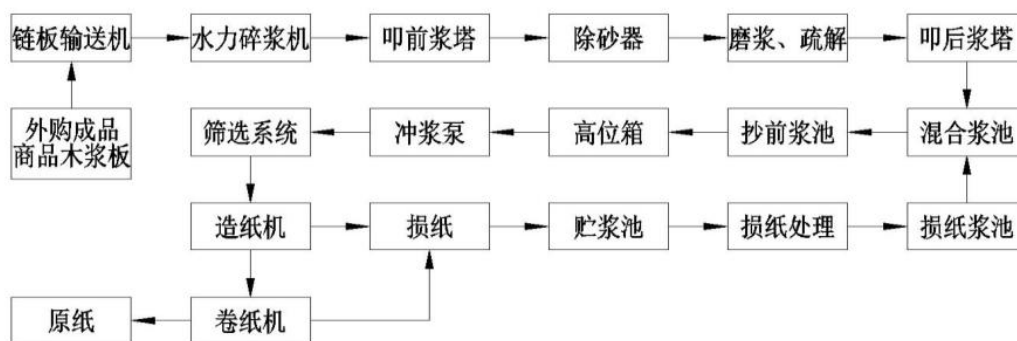 链板输送机
水力碎浆机
叩前浆塔
除砂器
磨浆、疏解
叩后浆塔
外购成品
商品木浆板
筛选系统
冲浆泵
高位箱
抄前浆池
混合浆池
造纸机
损纸
贮浆池
损纸处理
损纸浆池
原纸
卷纸机